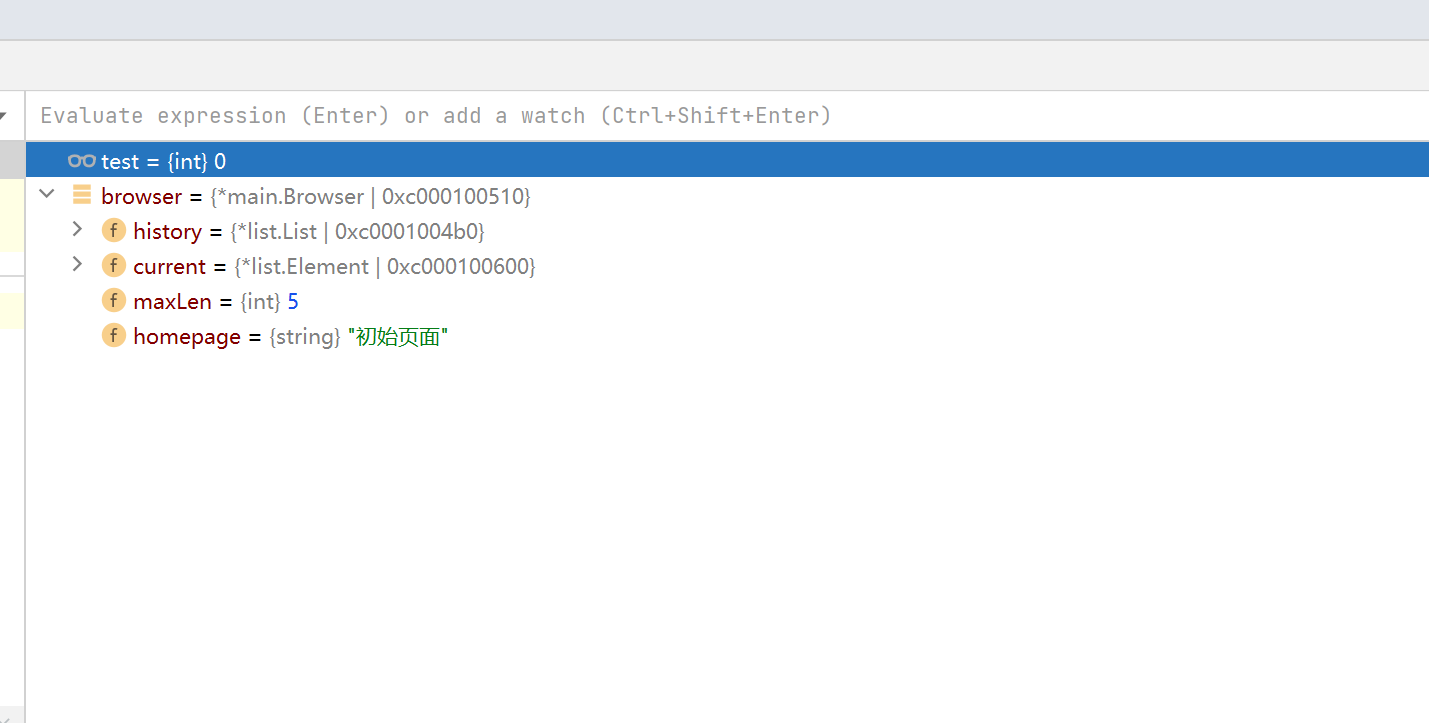 Evaluate expression (Enter) or add a watch (Ctrl+Shift+Enter)
test = {int} 0
browser = {*main.Browser | 0xc000100510}
f history = {*list.List | 0xc0001004b0}
f current = {*list.Element | 0xc000100600}
f maxLen = {int} 5
f homepage = {string} "初始页面"